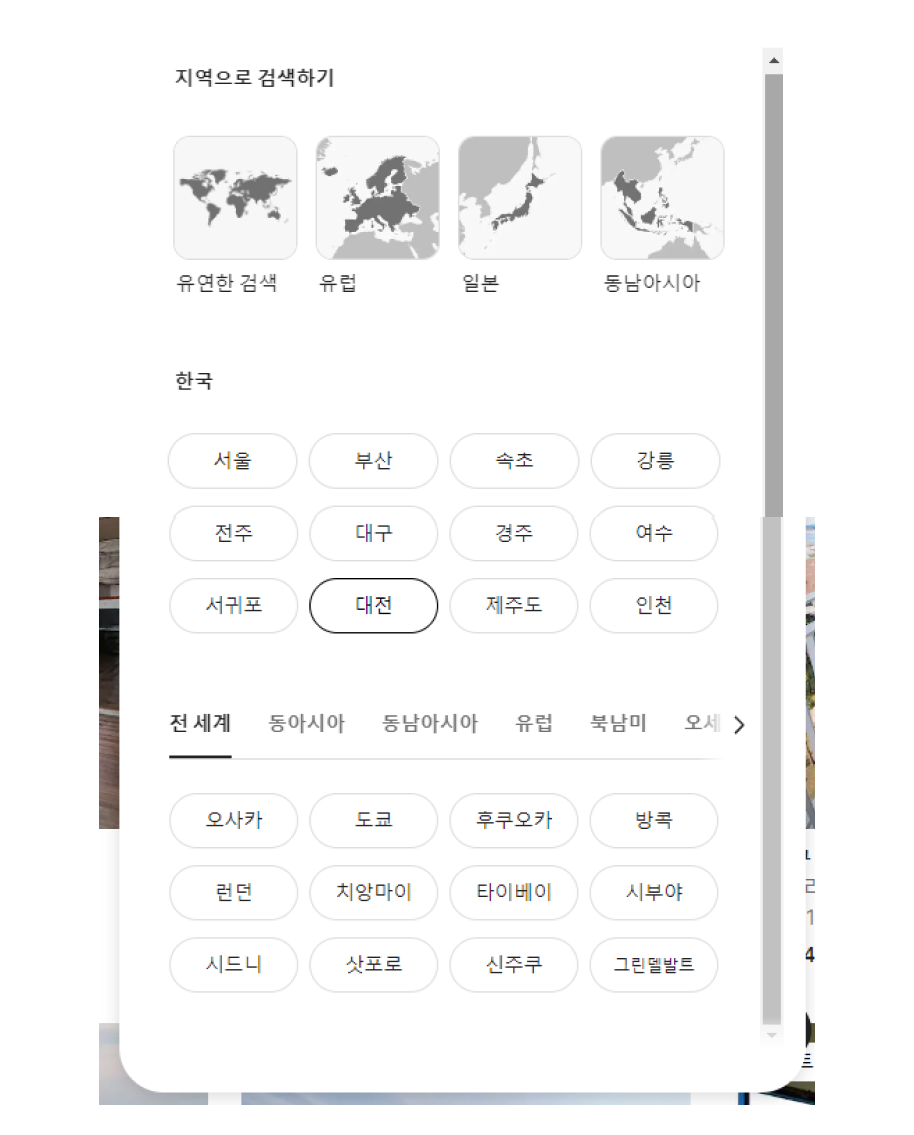 지역으로 검색하기
유연한 검색 유럽 일본 동남아시아
한국
서울 부산 속초 강릉
전주 대구 경주 여수
서귀포 대전 제주도 인천
전 세계 동아시아 동남아시아 유럽 북남미 오세
오사카 도쿄 후쿠오카 방콕
런던 치앙마이 타이베이 시부야
시드니 삿포로 신주쿠 그린델발트
1
4
트